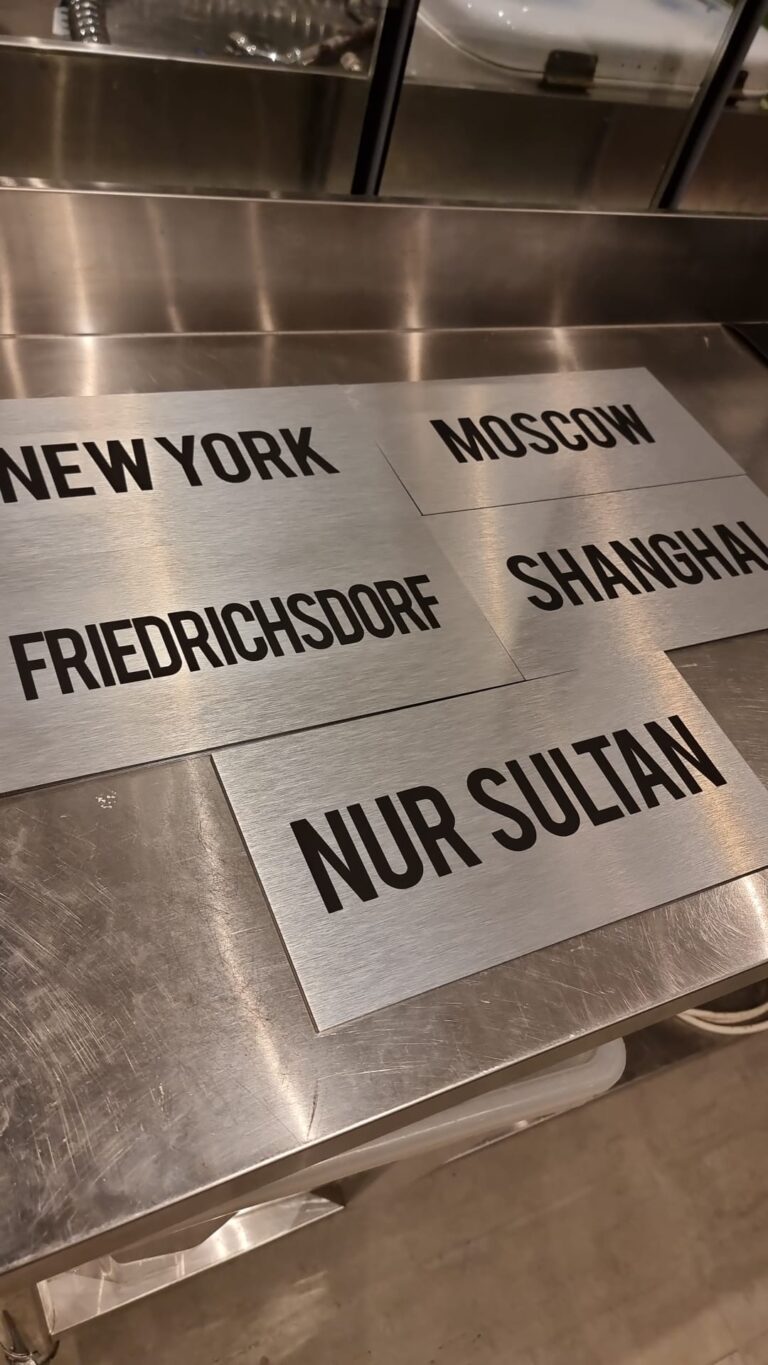 NEW YORK
MOSCOW
FRIEDRICHSDORF
SHANGHAI
NUR SULTAN